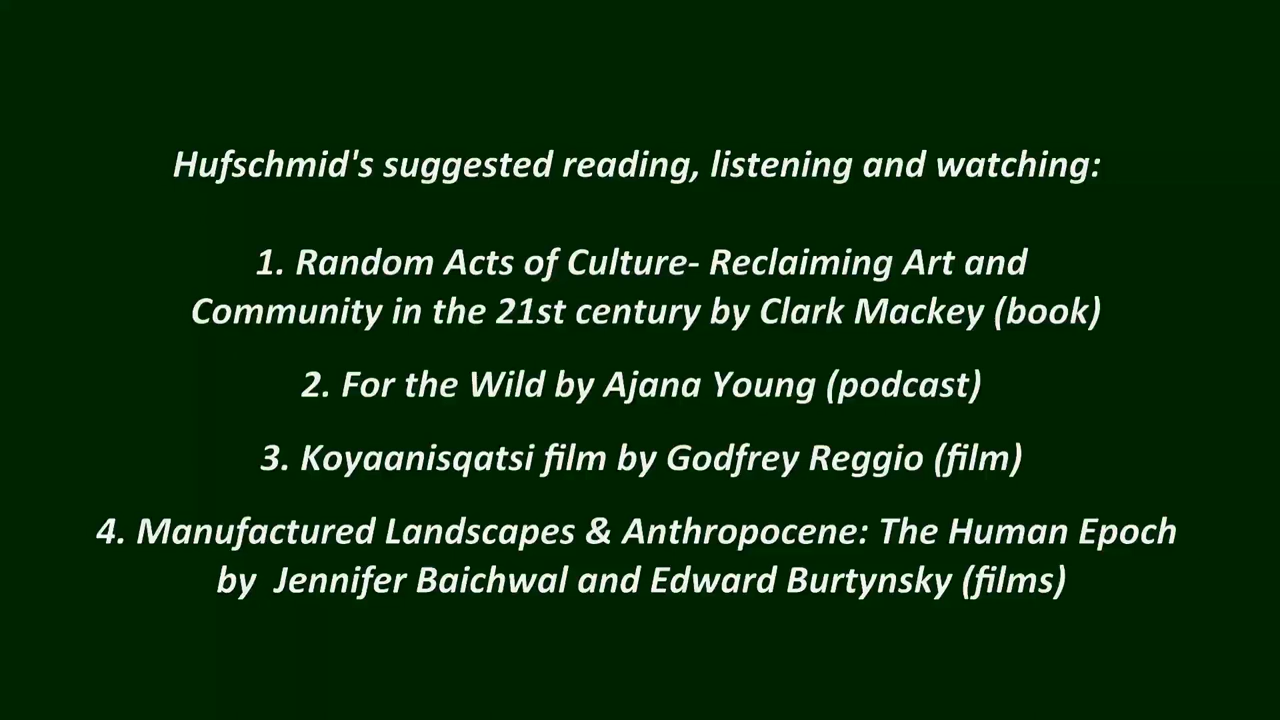 Hufschmid's suggested reading, listening and watching:
1. Random Acts of Culture- Reclaiming Art and
Community in the 21st century by Clark Mackey (book)
2. For the Wild by Ajana Young (podcast)
3. Koyaanisqatsi film by Godfrey Reggio (film)
4. Manufactured Landscapes & Anthropocene: The Human Epoch
by  Jennifer Baichwal and Edward Burtynsky (films)